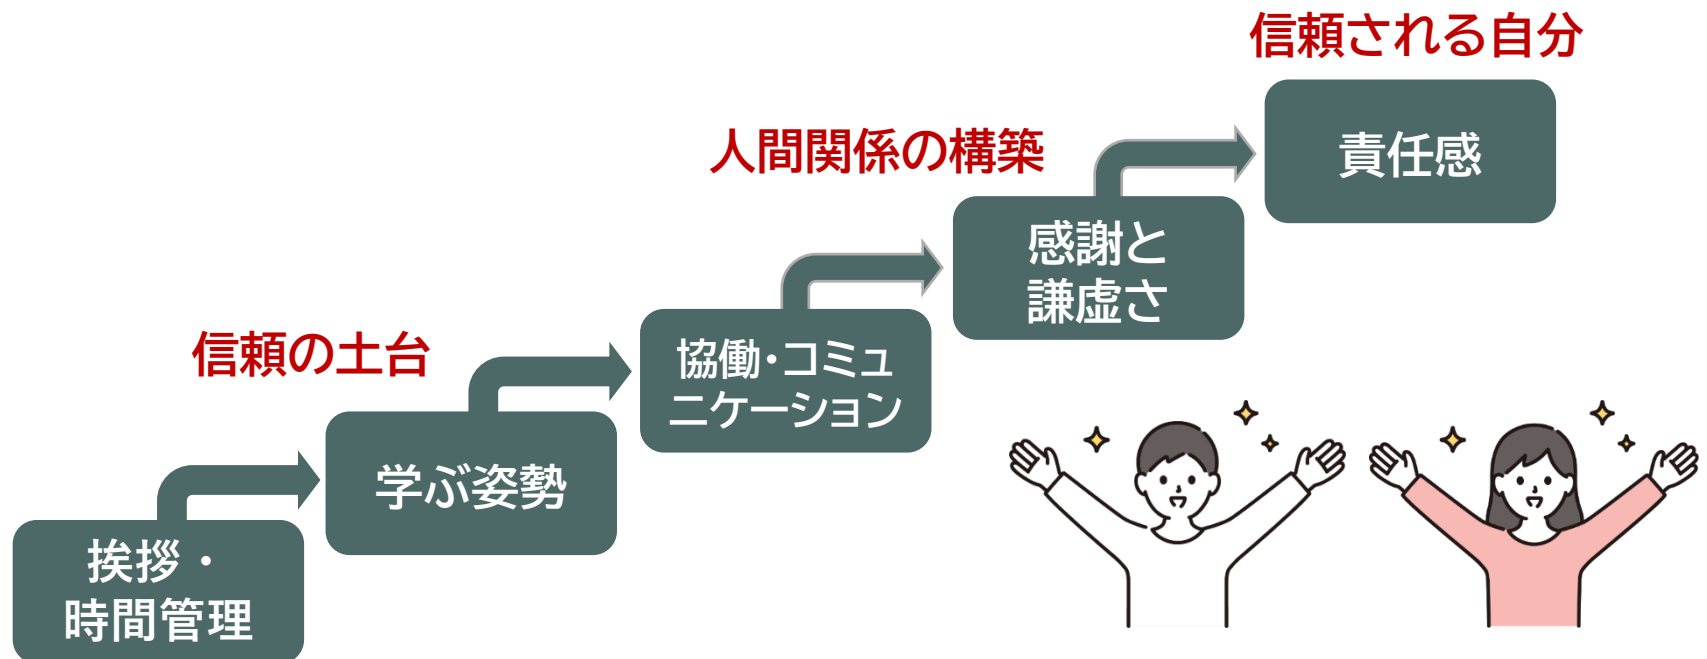 信頼される自分
責任感
人間関係の構築
感謝と
謙虚さ
信頼の土台
協働・コミュ
ニケーション
学ぶ姿勢
挨拶・
時間管理